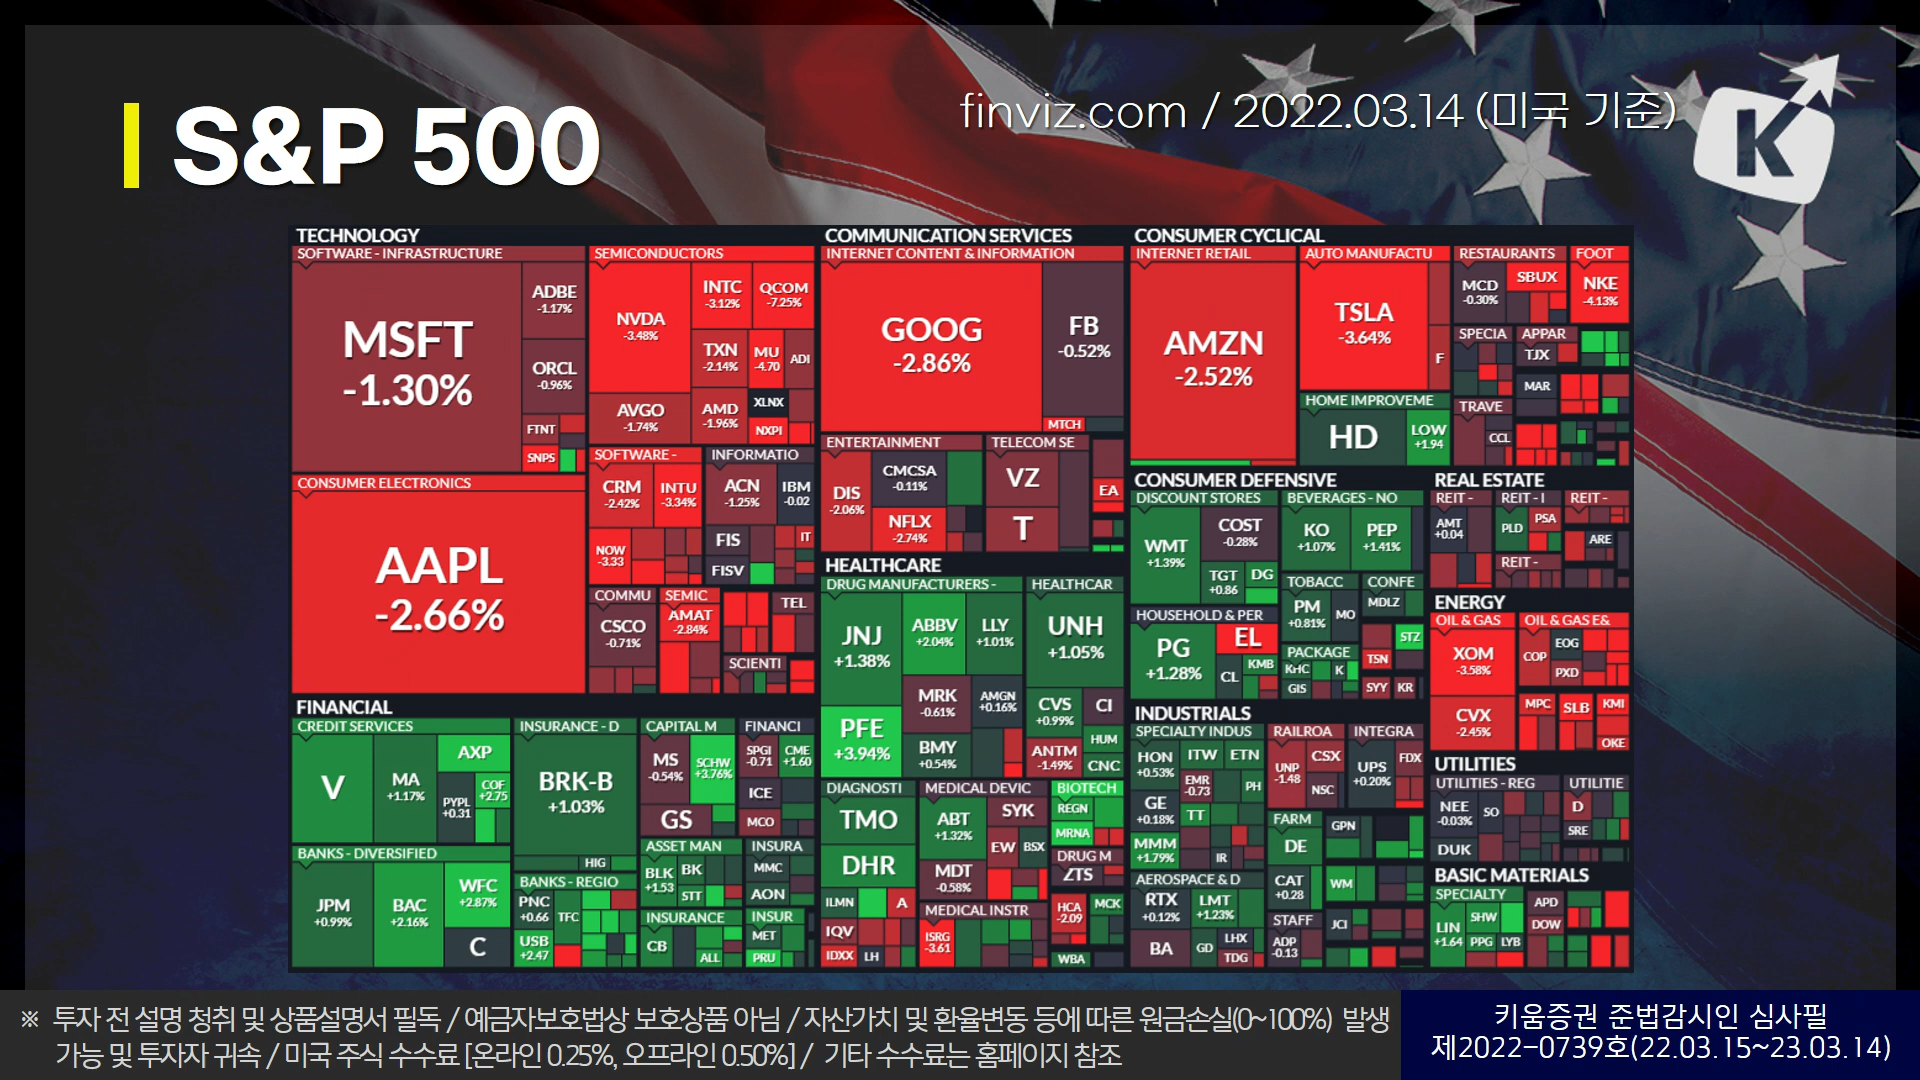 S&P 500
finviz.com / 2022.03.14 (미국 기준)
K
TECHNOLOGY
SOFTWARE - INFRASTRUCTURE
MSFT
-1.30%
ADBE
-1.17%
ORCL
-0.96%
FTNT
SNPS
CONSUMER ELECTRONICS
AAPL
-2.66%
SEMICONDUCTORS
NVDA
-3.48%
INTC
-3.12%
QCOM
-7.25%
TXN
-2.14%
MU
-4.70
ADI
AVGO
-1.74%
AMD
-1.96%
XLNX
NXPI
SOFTWARE -
CRM
-2.42%
INTU
-3.34%
NOW
-3.33
INFORMATIO
ACN
-1.25%
IBM
-0.02
FIS
IT
FISV
COMMU
CSCO
-0.71%
SEMIC
AMAT
-2.84%
TEL
SCIENTI
COMMUNICATION SERVICES
INTERNET CONTENT & INFORMATION
GOOG
-2.86%
FB
-0.52%
MTCH
ENTERTAINMENT
DIS
-2.06%
CMCSA
-0.11%
NFLX
-2.74%
TELECOM SE
VZ
T
EA
CONSUMER CYCLICAL
INTERNET RETAIL
AMZN
-2.52%
AUTO MANUFACTU
TSLA
-3.64%
F
HOME IMPROVEME
HD
LOW
+1.94
RESTAURANTS
MCD
-0.30%
SBUX
FOOT
NKE
-4.13%
SPECIA
APPAR
TJX
MAR
TRAVE
CCL
CONSUMER DEFENSIVE
DISCOUNT STORES
WMT
+1.39%
COST
-0.28%
TGT
+0.86
DG
BEVERAGES - NO
KO
+1.07%
PEP
+1.41%
HOUSEHOLD & PER
PG
+1.28%
EL
CL
KMB
TOBACC
PM
+0.81%
MO
CONFE
MDLZ
STZ
TSN
PACKAGE
KHC
K
GIS
SYY
KR
REAL ESTATE
REIT -
AMT
+0.04
REIT - I
PLD
PSA
REIT -
ARE
REIT -
HEALTHCARE
DRUG MANUFACTURERS -
JNJ
+1.38%
ABBV
+2.04%
LLY
+1.01%
PFE
+3.94%
MRK
-0.61%
AMGN
+0.16%
BMY
+0.54%
HEALTHCAR
UNH
+1.05%
CVS
+0.99%
CI
ANTM
-1.49%
HUM
CNC
DIAGNOSTI
TMO
DHR
ILMN
A
IQV
IDXX
LH
MEDICAL DEVIC
ABT
+1.32%
SYK
EW
BSX
MDT
-0.58%
MEDICAL INSTR
ISRG
-3.61
BIOTECH
REGN
MRNA
DRUG M
ZTS
HCA
-2.09
MCK
WBA
FINANCIAL
CREDIT SERVICES
V
MA
+1.17%
AXP
PYPL
+0.31
COF
+2.75
BANKS - DIVERSIFIED
JPM
+0.99%
BAC
+2.16%
WFC
+2.87%
C
INSURANCE - D
BRK-B
+1.03%
HIG
BANKS - REGIO
PNC
+0.66
TFC
USB
+2.47
CAPITAL M
MS
-0.54%
SCHW
+3.76%
GS
FINANCI
SPGI
-0.71
CME
+1.60
ICE
MCO
ASSET MAN
BLK
+1.53
BK
STT
INSURA
MMC
AON
INSURANCE
CB
ALL
INSUR
MET
PRU
INDUSTRIALS
SPECIALTY INDUS
HON
+0.53%
ITW
ETN
EMR
-0.73
PH
GE
+0.18%
TT
MMM
+1.79%
IR
RAILROA
UNP
-1.48
CSX
NSC
INTEGRA
UPS
+0.20%
FDX
AEROSPACE & D
RTX
+0.12%
LMT
+1.23%
BA
GD
LHX
TDG
FARM
DE
CAT
+0.28
GPN
WM
STAFF
ADP
-0.13
JCI
ENERGY
OIL & GAS
XOM
-3.58%
CVX
-2.45%
OIL & GAS E&
COP
EOG
PXD
MPC
SLB
KMI
OKE
UTILITIES
UTILITIES - REG
NEE
-0.03%
SO
DUK
UTILITIE
D
SRE
BASIC MATERIALS
SPECIALTY
LIN
+1.64
SHW
PPG
LYB
APD
DOW
※ 투자 전 설명 청취 및 상품설명서 필독 / 예금자보호법상 보호상품 아님 / 자산가치 및 환율변동 등에 따른 원금손실(0~100%) 발생
가능 및 투자자 귀속 / 미국 주식 수수료 [온라인 0.25%, 오프라인 0.50%] / 기타 수수료는 홈페이지 참조
키움증권 준법감시인 심사필
제2022-0739호(22.03.15~23.03.14)